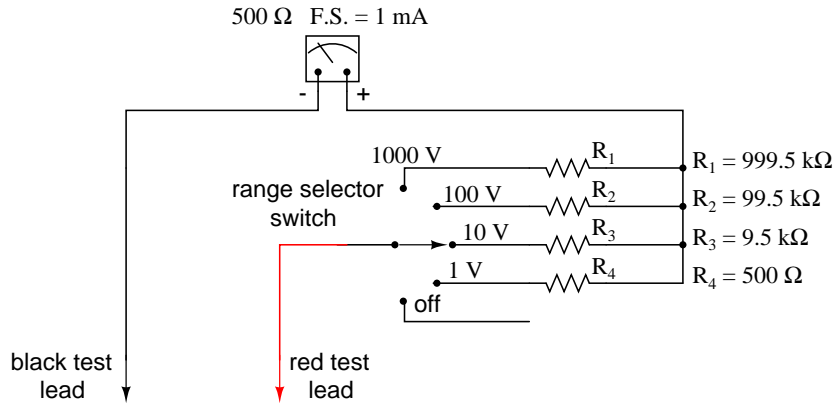 500 Ω F.S. = 1 mA
- +
1000 V R1 R1 = 999.5 kΩ
range selector
switch
100 V R2 R2 = 99.5 kΩ
10 V R3 R3 = 9.5 kΩ
1 V R4 R4 = 500 Ω
off
black test
lead
red test
lead